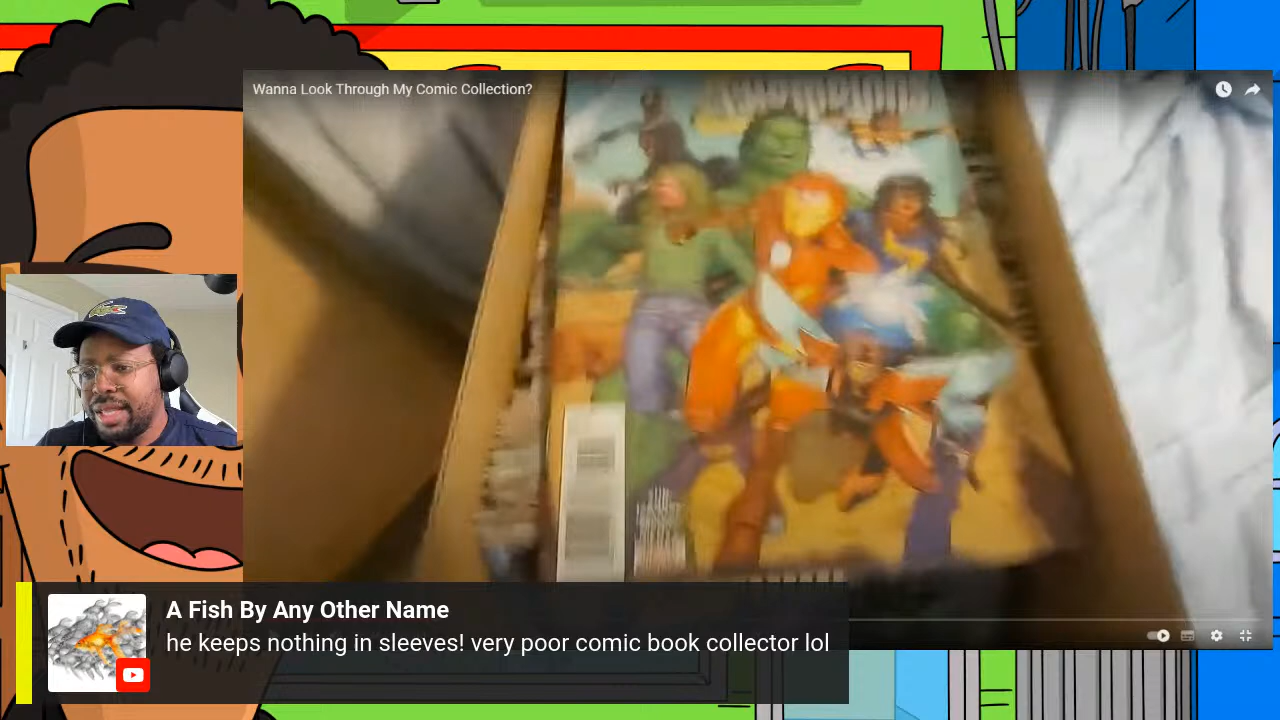 Wanna Look Through My Comic Collection?
A Fish By Any Other Name
he keeps nothing in sleeves! very poor comic book collector lol